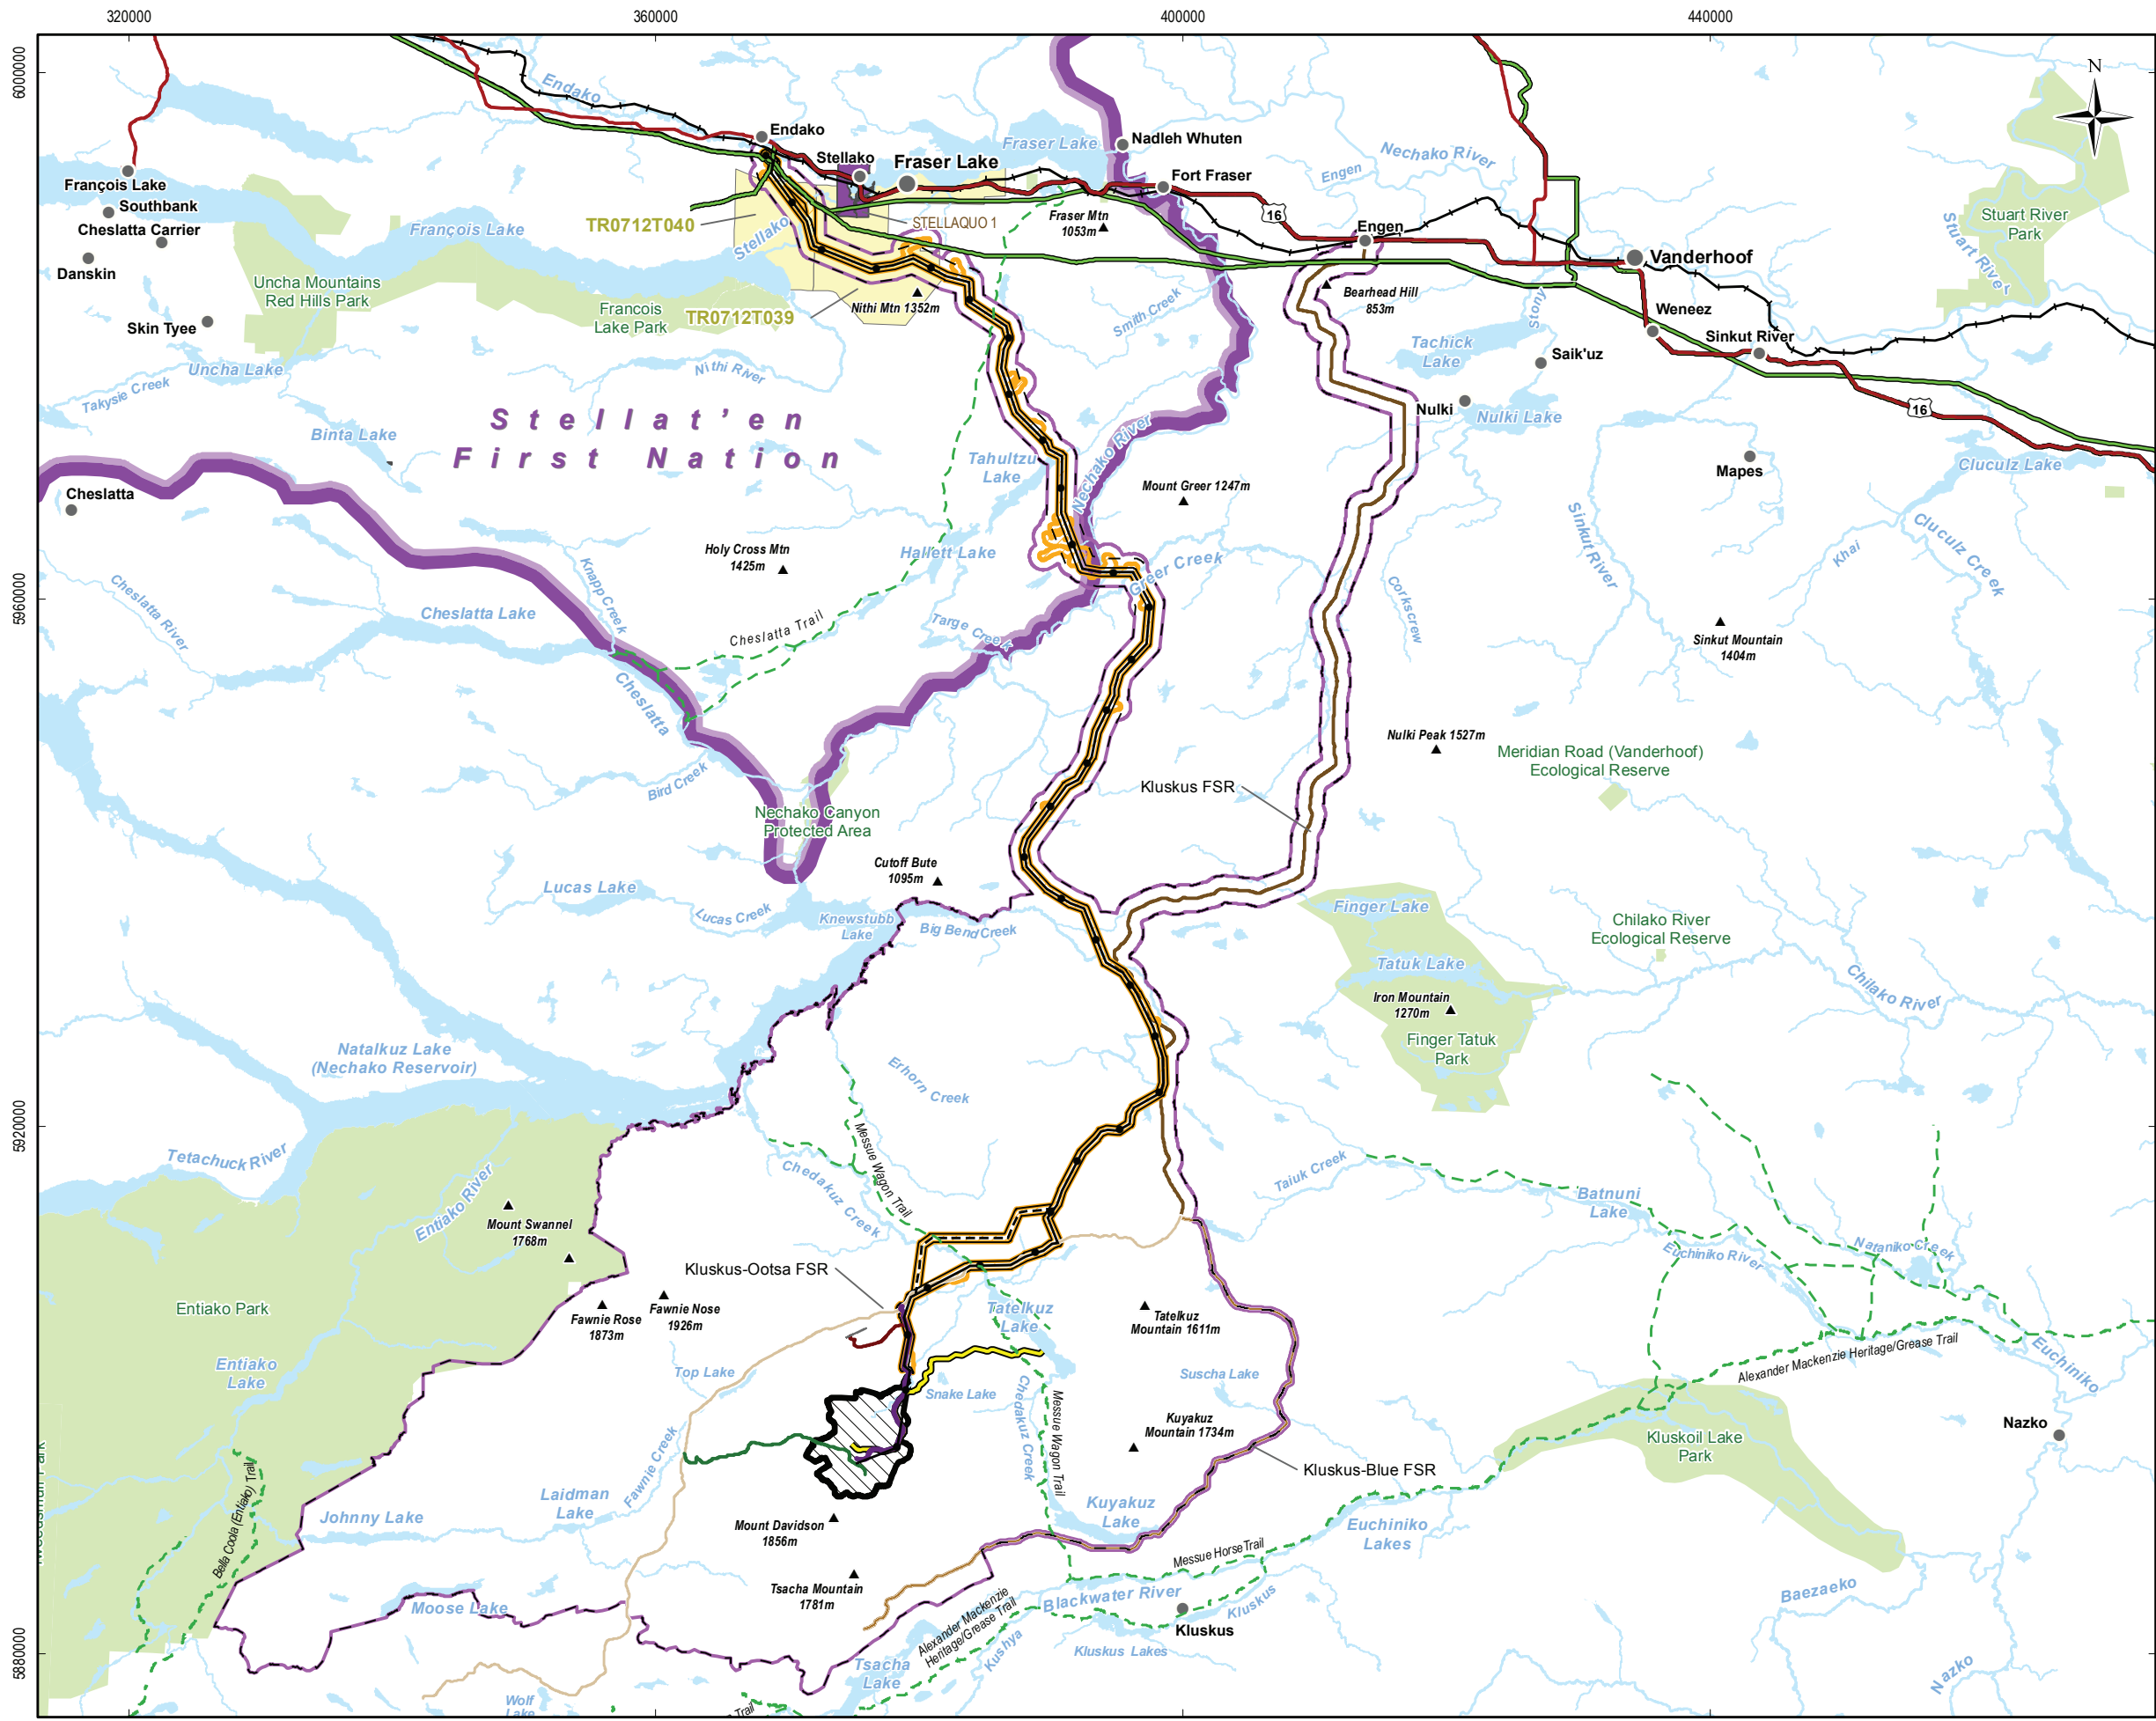 320000
360000
400000
440000
6000000
5960000
5920000
5880000
N
Endako
Endako
Stellako
Fraser Lake
Fraser Lake
Nadleh Whuten
Fort Fraser
Engen
Nechako River
16
Engen
Vanderhoof
Stuart River
Park
Stuart River
François Lake
Southbank
Cheslatta Carrier
Danskin
François Lake
Uncha Mountains
Red Hills Park
Francois
Lake Park
Skin Tyee
Uncha Lake
Takysie Creek
Binta Lake
Nithi River
TR0712T040
STELLAQUO 1
Stellako
TR0712T039
Nithi Mtn 1352m
Fraser Mtn
1053m
Smith Creek
Bearhead Hill
853m
Tachick
Lake
Stony
Saik'uz
Weneez
Sinkut River
16
Nulki
Nulki Lake
Mapes
Cluculz Lake
Stellat'en
First Nation
Cheslatta
Tahultzu
Lake
Nechako River
Mount Greer 1247m
Holy Cross Mtn
1425m
Hallett Lake
Greer Creek
Knapp Creek
Cheslatta River
Cheslatta Lake
Cheslatta Trail
Targe Creek
Corkscrew
Sinkut River
Khai
Cluculz Creek
Sinkut Mountain
1404m
Cheslatta
Bird Creek
Nechako Canyon
Protected Area
Kluskus FSR
Nulki Peak 1527m
Meridian Road (Vanderhoof)
Ecological Reserve
Cutoff Bute
1095m
Lucas Lake
Lucas Creek
Knewstubb
Lake
Big Bend Creek
Finger Lake
Chilako River
Ecological Reserve
Tatuk Lake
Iron Mountain
1270m
Finger Tatuk
Park
Chilako River
Natalkuz Lake
(Nechako Reservoir)
Erhorn
Creek
Tetachuck River
Entiako River
Mount Swannel
1768m
Chedakuz Creek
Messue Wagon Trail
Taiuk Creek
Batnuni
Lake
Euchiniko River
Nataniko Creek
Kluskus-Ootsa FSR
Entiako Park
Fawnie Rose
1873m
Fawnie Nose
1926m
Tatelkuz
Lake
Tatelkuz
Mountain 1611m
Alexander Mackenzie Heritage/Grease Trail
Euchiniko
Entiako
Lake
Top Lake
Snake Lake
Suscha Lake
Chedakuz Creek
Messue Wagon Trail
Kuyakuz
Mountain 1734m
Kluskus-Blue FSR
Kluskoil Lake
Park
Nazko
Fawnie Creek
Bella Coola (Entiako) Trail
Johnny Lake
Laidman
Lake
Mount Davidson
1856m
Kuyakuz
Lake
Euchiniko
Lakes
Messue Horse Trail
Tsacha Mountain
1781m
Moose Lake
Alexander Mackenzie
Heritage/Grease Trail
Blackwater River
Kluskus
Kluskus
Kluskus Lakes
Kushya
Tsacha
Lake
Baezaeko
Nazko
Wolf
Lake
Trail